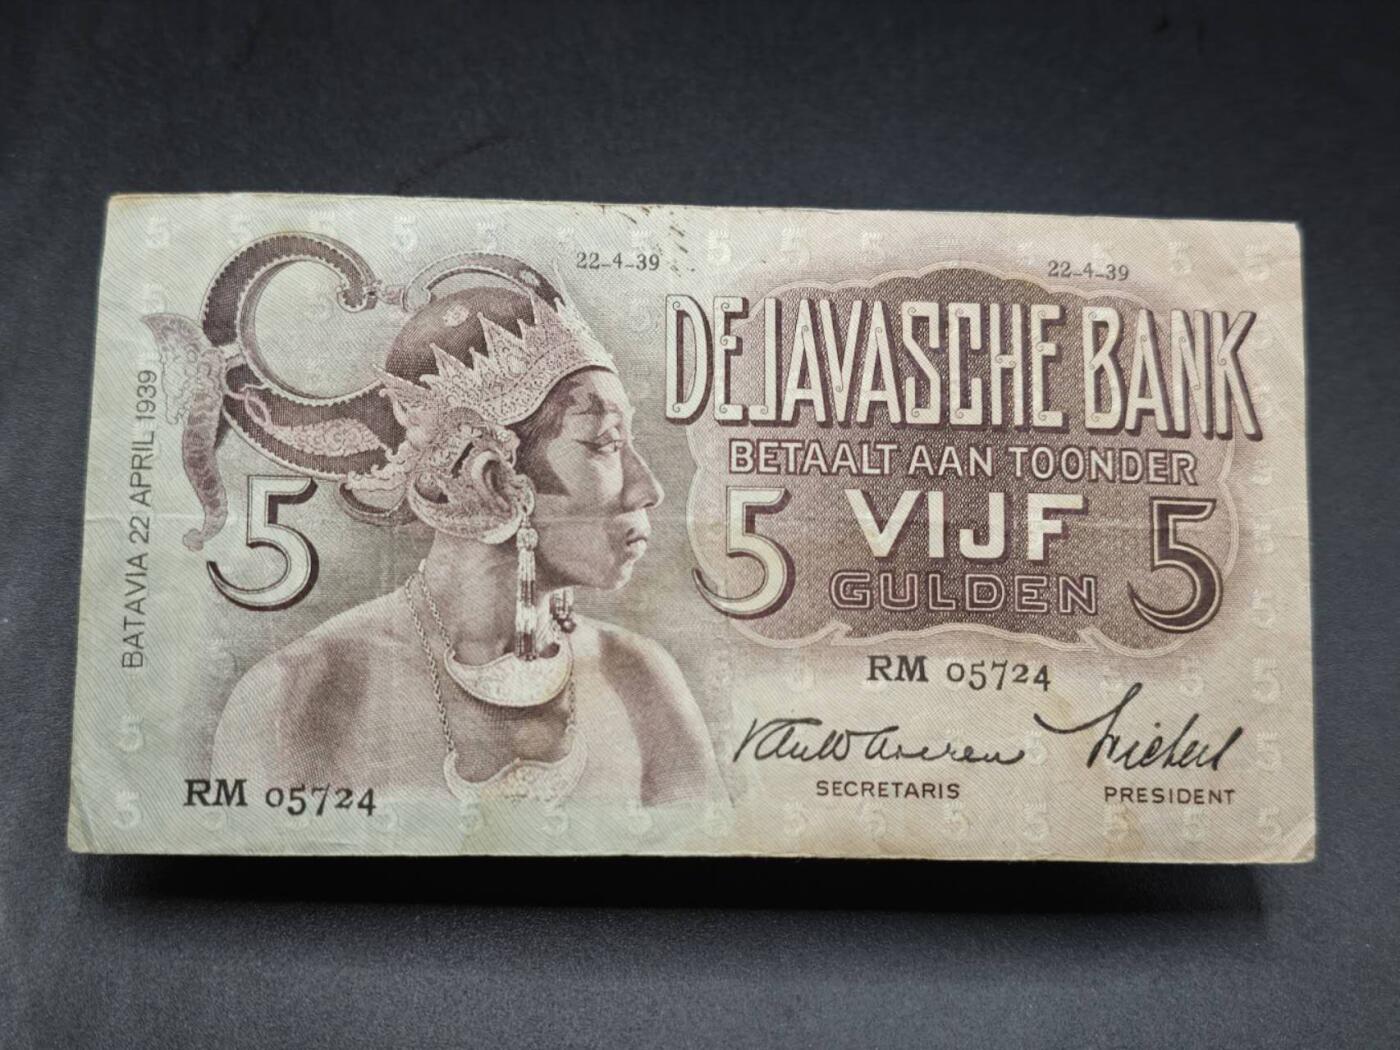 22-4-39
22-4-39
DE JAVASCHE BANK
BETAALT AAN TOONDER
5 VIJF 5
GULDEN
5
BATAVIA 22 APRIL 1939
RM 05724
RM 05724
SECRETARIS
PRESIDENT